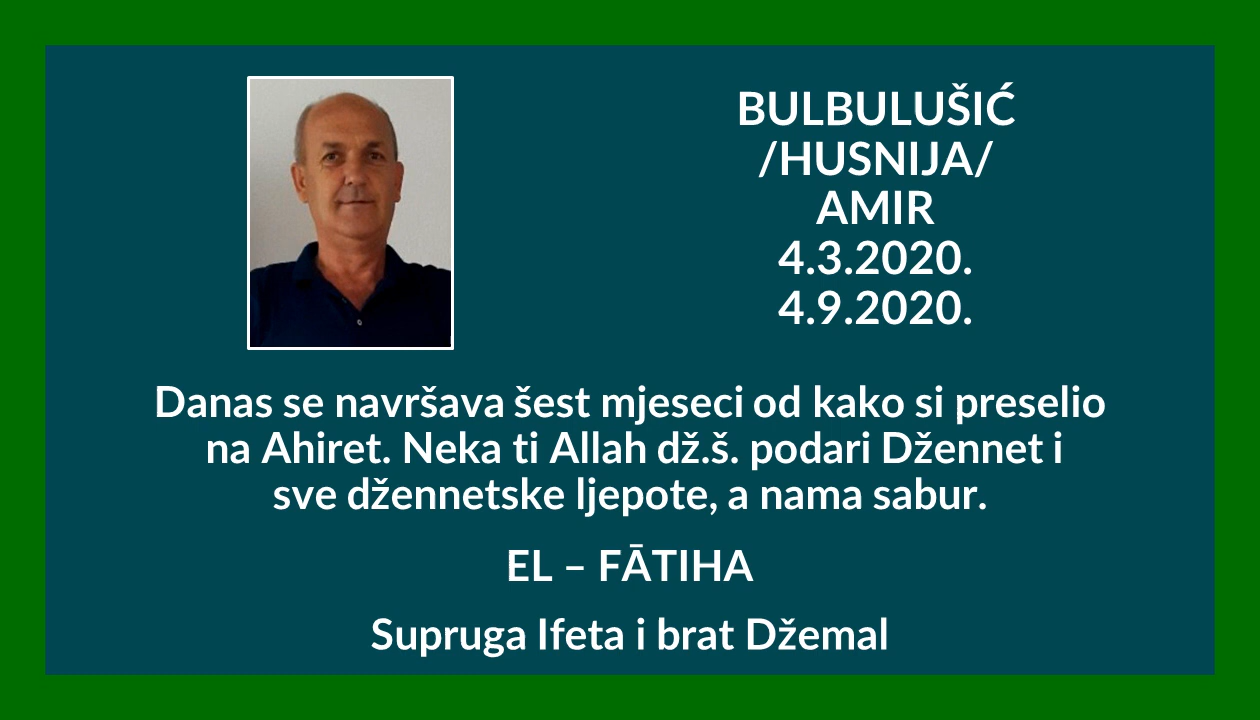 BULBULUŠIĆ
/HUSNIJA/
AMIR
4.3.2020.
4.9.2020.
Danas se navršava šest mjeseci od kako si preselio
na Ahiret. Neka ti Allah dž.š. podari Džennet i
sve džennetske ljepote, a nama sabur.
EL – FĀTIHA
Supruga Ifeta i brat Džemal